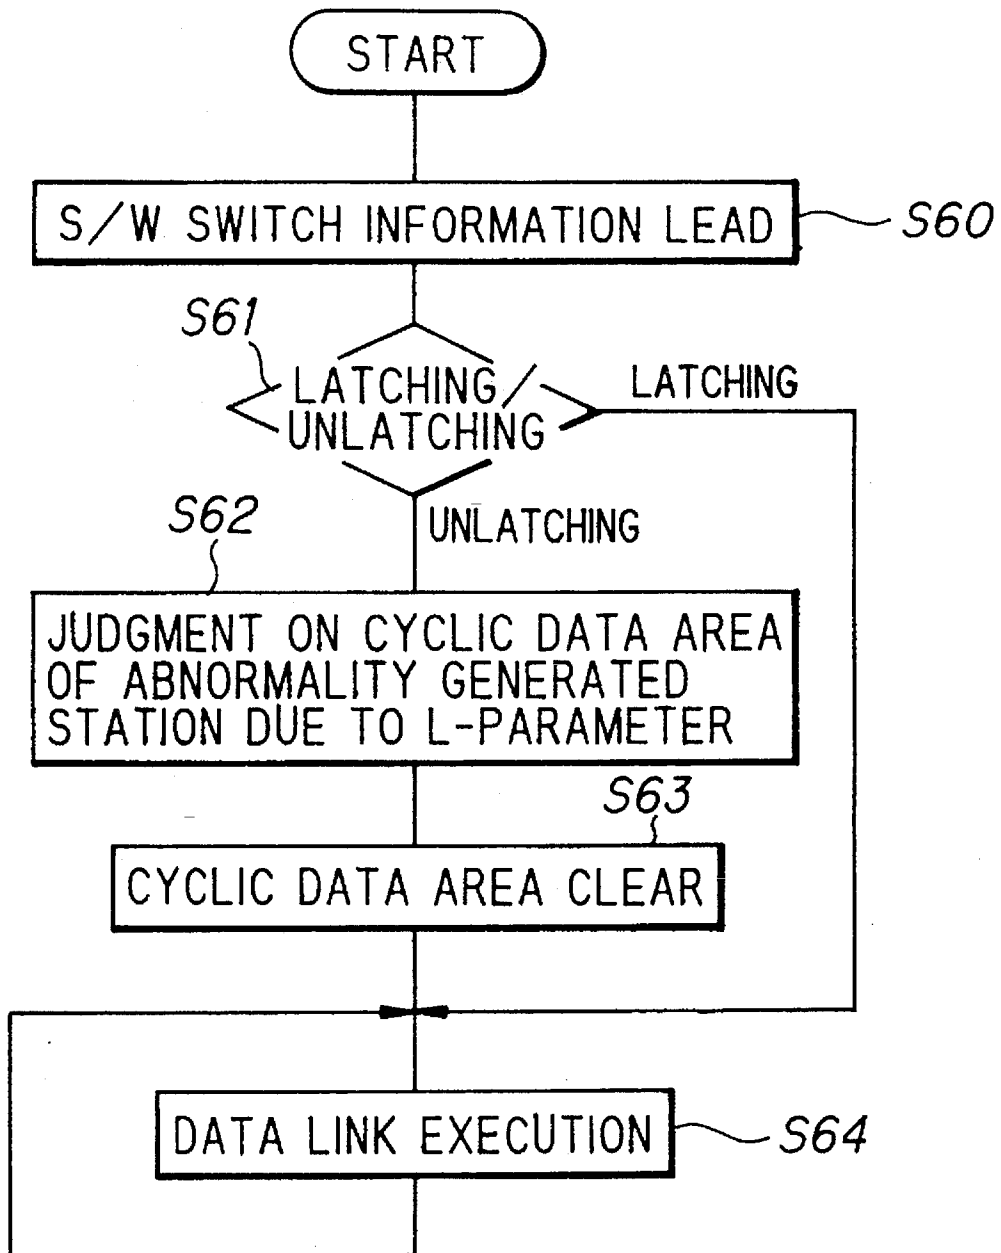 START
S/W SWITCH INFORMATION LEAD
S60
S61
LATCHING/
UNLATCHING
LATCHING
UNLATCHING
S62
JUDGMENT ON CYCLIC DATA AREA
OF ABNORMALITY GENERATED
STATION DUE TO L-PARAMETER
S63
CYCLIC DATA AREA CLEAR
DATA LINK EXECUTION
S64